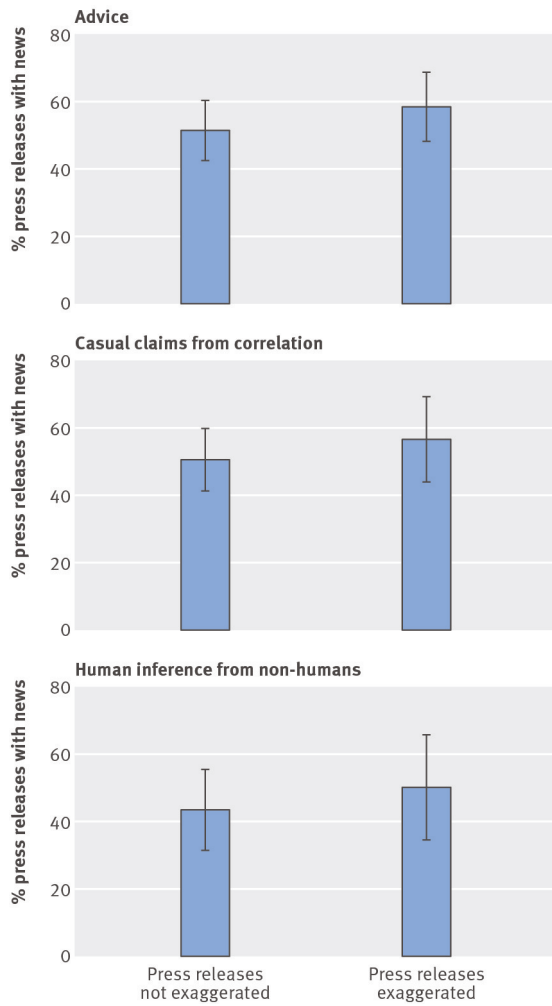 Advice
% press releases with news
80
60
40
20
0
Casual claims from correlation
% press releases with news
80
60
40
20
0
Human inference from non-humans
% press releases with news
80
60
40
20
0
Press releases
not exaggerated
Press releases
exaggerated